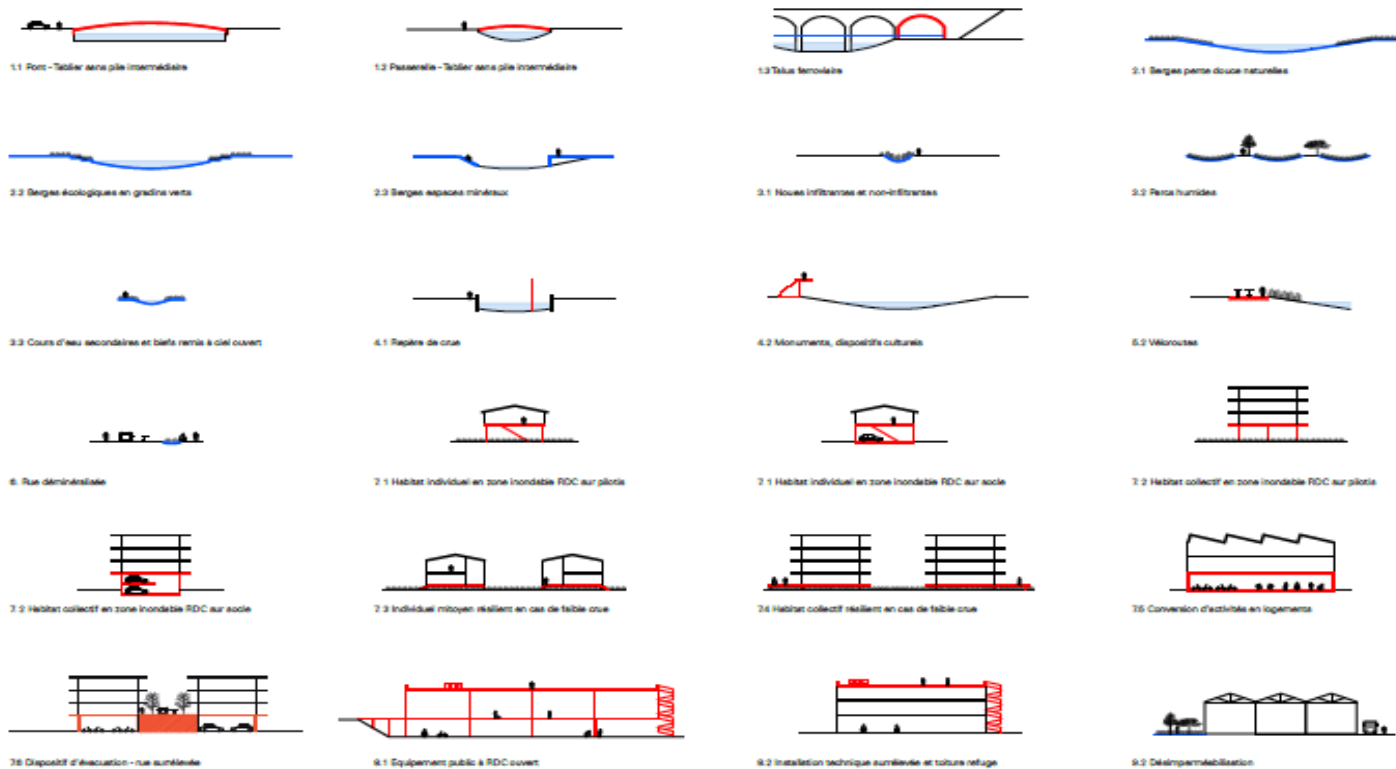 1.1 Pont - Tablier sans pile intermédiaire
1.2 Passerelle - Tablier sans pile intermédiaire
1.3 Talus ferroviaire
2.1 Berges pente douce naturelles
2.2 Berges écologiques en gradins verts
2.3 Berges espaces minéraux
3.1 Noues infiltrantes et non-infiltrantes
3.2 Parcs humides
3.3 Cours d'eau secondaires et biefs remis à ciel ouvert
4.1 Repère de crue
4.2 Monuments, dispositifs culturels
5.2 Véloroutes
6. Rue déminéralisée
7.1 Habitat individuel en zone inondable RDC sur pilotis
7.1 Habitat individuel en zone inondable RDC sur socle
7.2 Habitat collectif en zone inondable RDC sur pilotis
7.2 Habitat collectif en zone inondable RDC sur socle
7.3 Individuel mitoyen résilient en cas de faible crue
7.4 Habitat collectif résilient en cas de faible crue
7.5 Conversion d'activités en logements
7.6 Dispositif d'évacuation - rue surrélevée
8.1 Equipement public à RDC ouvert
8.2 Installation technique surrélevée et toiture refuge
9.2 Désimperméabilisation